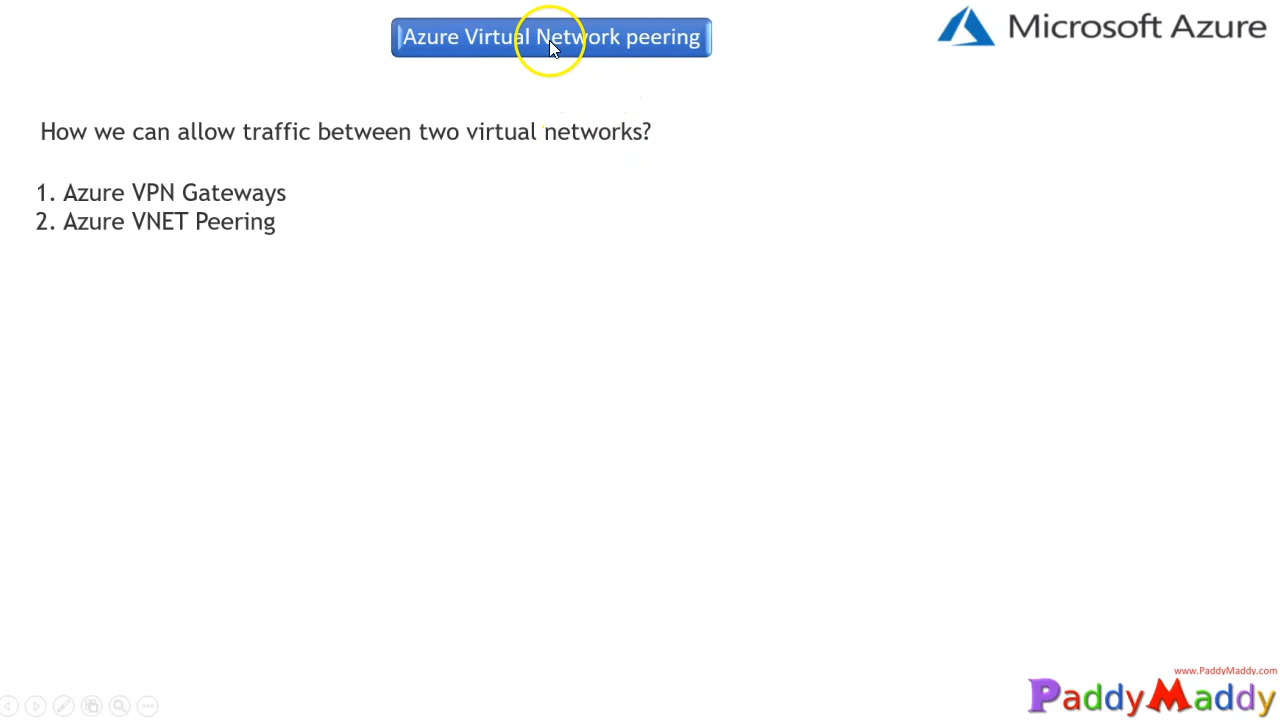 Azure Virtual Network peering
Microsoft Azure
How we can allow traffic between two virtual networks?
1. Azure VPN Gateways
2. Azure VNET Peering
www.PaddyMaddy.com
PaddyMaddy